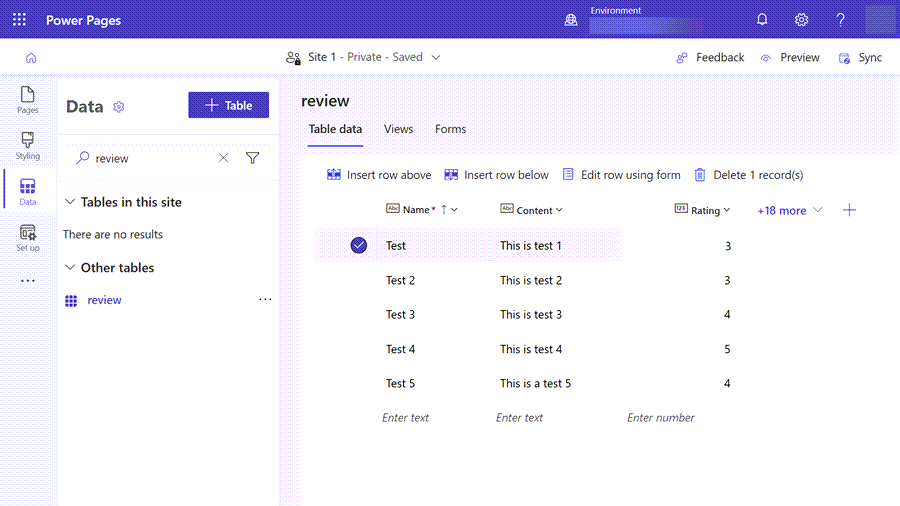 Power Pages
Environment
?
Site 1 - Private - Saved
Feedback
Preview
Sync
Pages
Styling
Data
Set up
Data
+ Table
review
Tables in this site
There are no results
Other tables
review
...
review
Table data
Views
Forms
Insert row above
Insert row below
Edit row using form
Delete 1 record(s)
Abc Name* ↑
Abc Content
123 Rating
+18 more
Test This is test 1 3
Test 2 This is test 2 3
Test 3 This is test 3 4
Test 4 This is test 4 5
Test 5 This is a test 5 4
Enter text Enter text Enter number